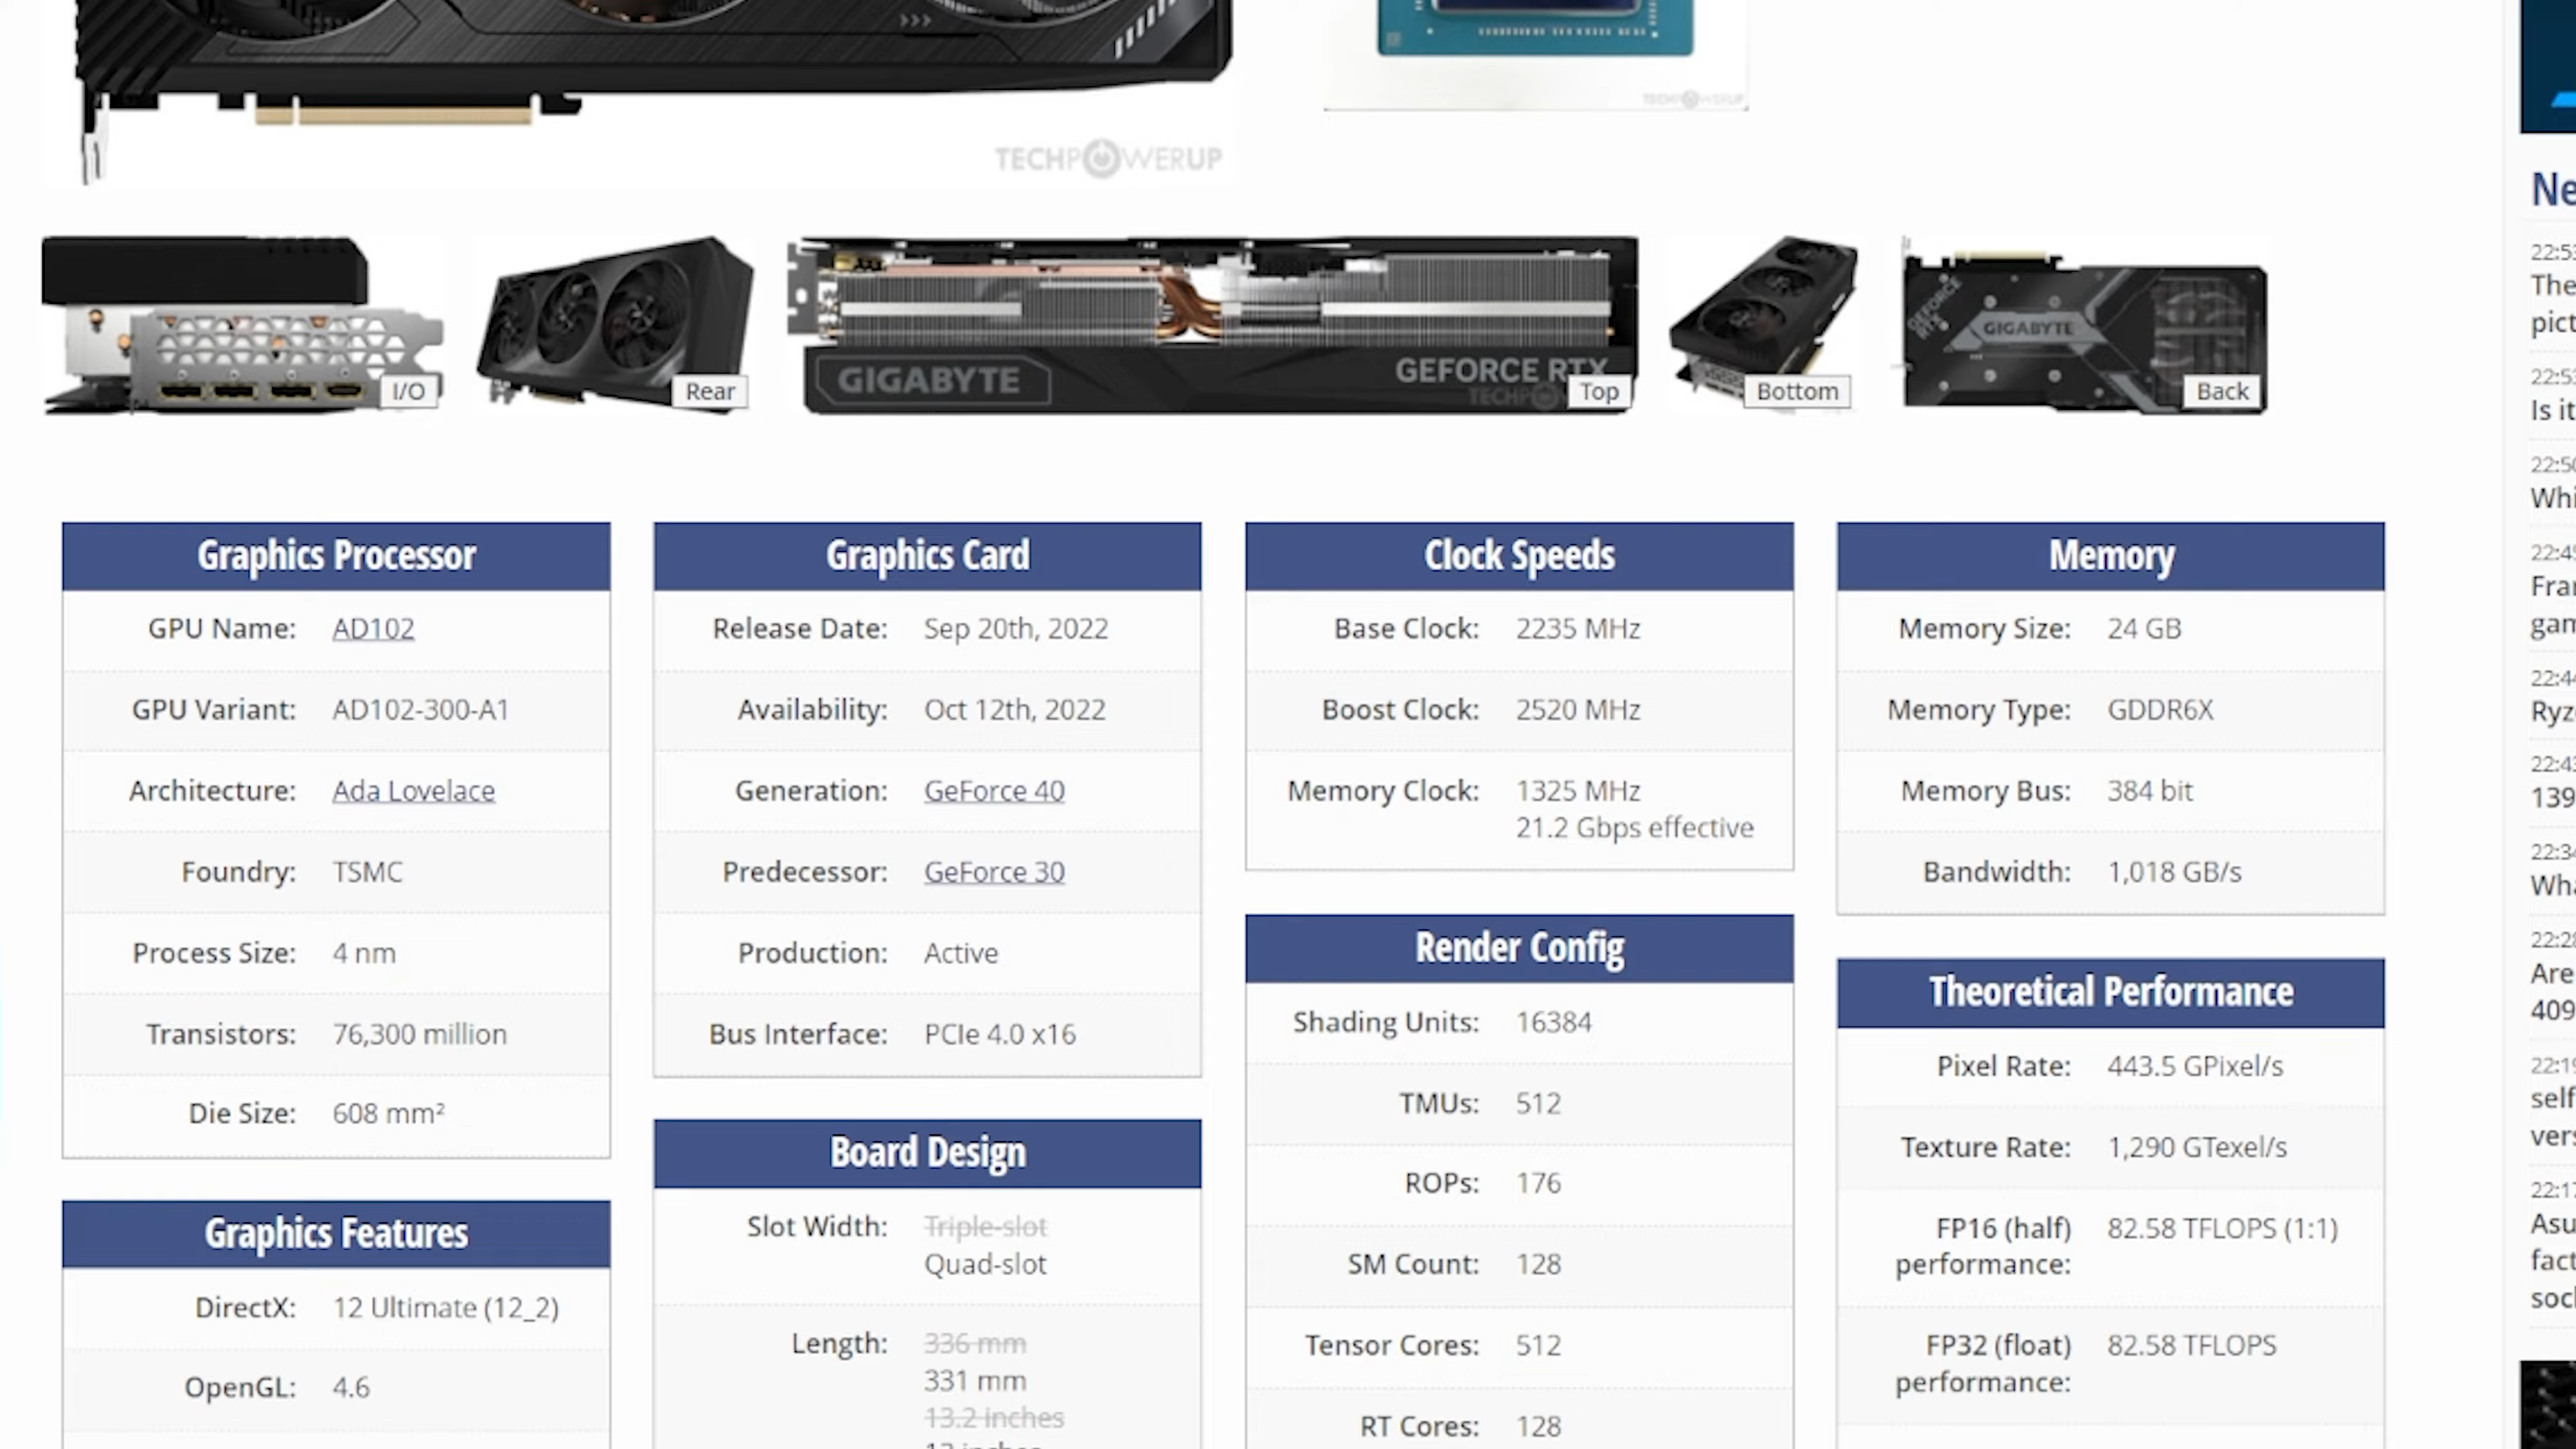 TECHPOWERUP
TECHPOWERUP
I/O
Rear
GIGABYTE
GEFORCE RTX
Top
Bottom
GEFORCE RTX
GIGABYTE
Back
Graphics Processor
GPU Name: AD102
GPU Variant: AD102-300-A1
Architecture: Ada Lovelace
Foundry: TSMC
Process Size: 4 nm
Transistors: 76,300 million
Die Size: 608 mm²
Graphics Features
DirectX: 12 Ultimate (12_2)
OpenGL: 4.6
Graphics Card
Release Date: Sep 20th, 2022
Availability: Oct 12th, 2022
Generation: GeForce 40
Predecessor: GeForce 30
Production: Active
Bus Interface: PCIe 4.0 x16
Board Design
Slot Width: Triple-slot
Quad-slot
Length: 336 mm
331 mm
13.2 inches
Clock Speeds
Base Clock: 2235 MHz
Boost Clock: 2520 MHz
Memory Clock: 1325 MHz
21.2 Gbps effective
Render Config
Shading Units: 16384
TMUs: 512
ROPs: 176
SM Count: 128
Tensor Cores: 512
RT Cores: 128
Memory
Memory Size: 24 GB
Memory Type: GDDR6X
Memory Bus: 384 bit
Bandwidth: 1,018 GB/s
Theoretical Performance
Pixel Rate: 443.5 GPixel/s
Texture Rate: 1,290 GTexel/s
FP16 (half) 82.58 TFLOPS (1:1)
performance:
FP32 (float) 82.58 TFLOPS
performance:
The
Is it
Are